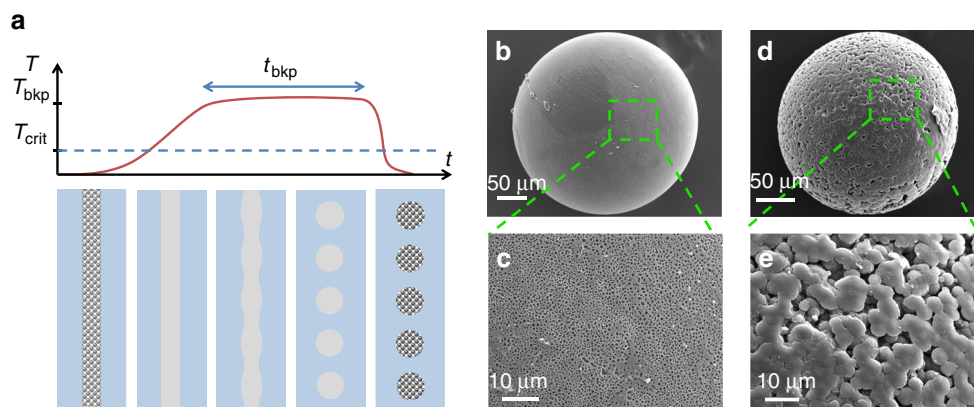 a
T
t_bkp
T_bkp
T_crit
t
b
50 μm
c
10 μm
d
50 μm
e
10 μm